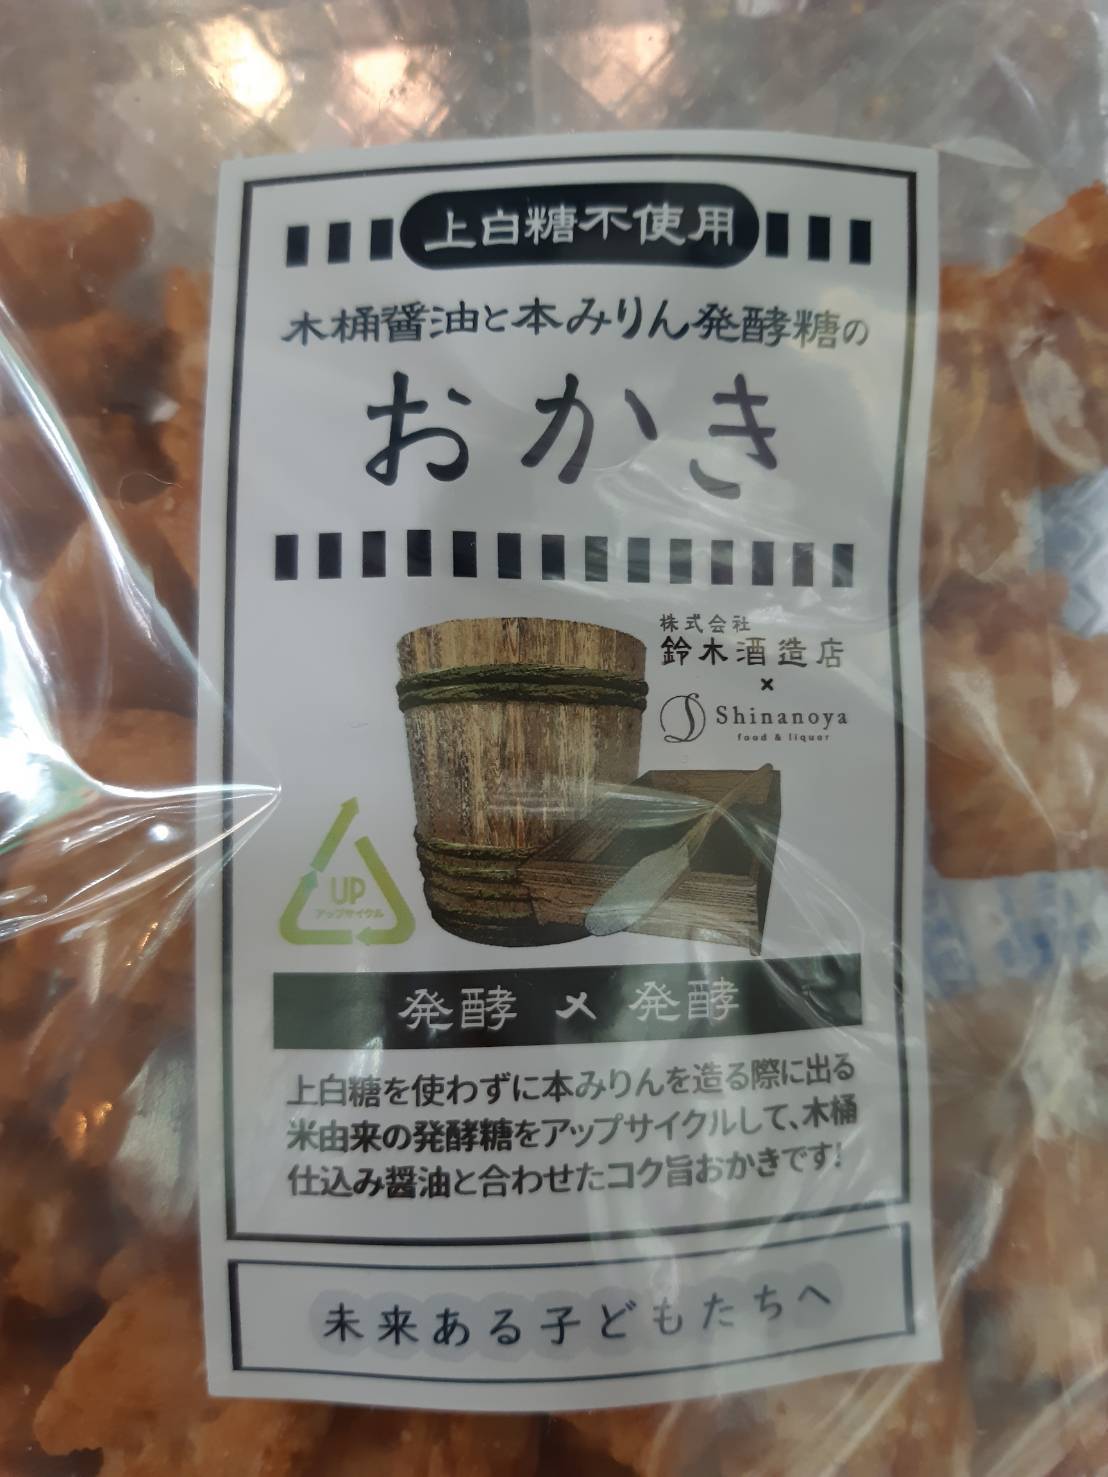 上白糖不使用
木桶醤油と本みりん発酵糖の
おかき
株式会社
鈴木酒造店
×
Shinanoya
food & liquor
UP
アップサイクル
発酵×発酵
上白糖を使わずに本みりんを造る際に出る
米由来の発酵糖をアップサイクルして、木桶
仕込み醤油と合わせたコク旨おかきです!
未来ある子どもたちへ